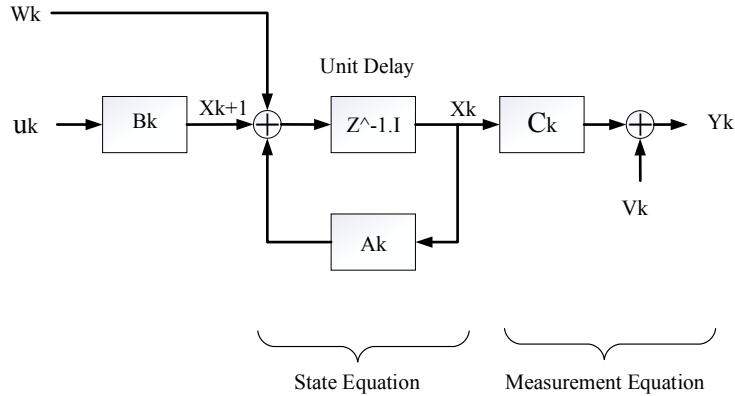 Wk
Unit Delay
uk
Bk
Xk+1
Z^-1.I
Xk
Ck
Yk
Vk
Ak
State Equation
Measurement Equation